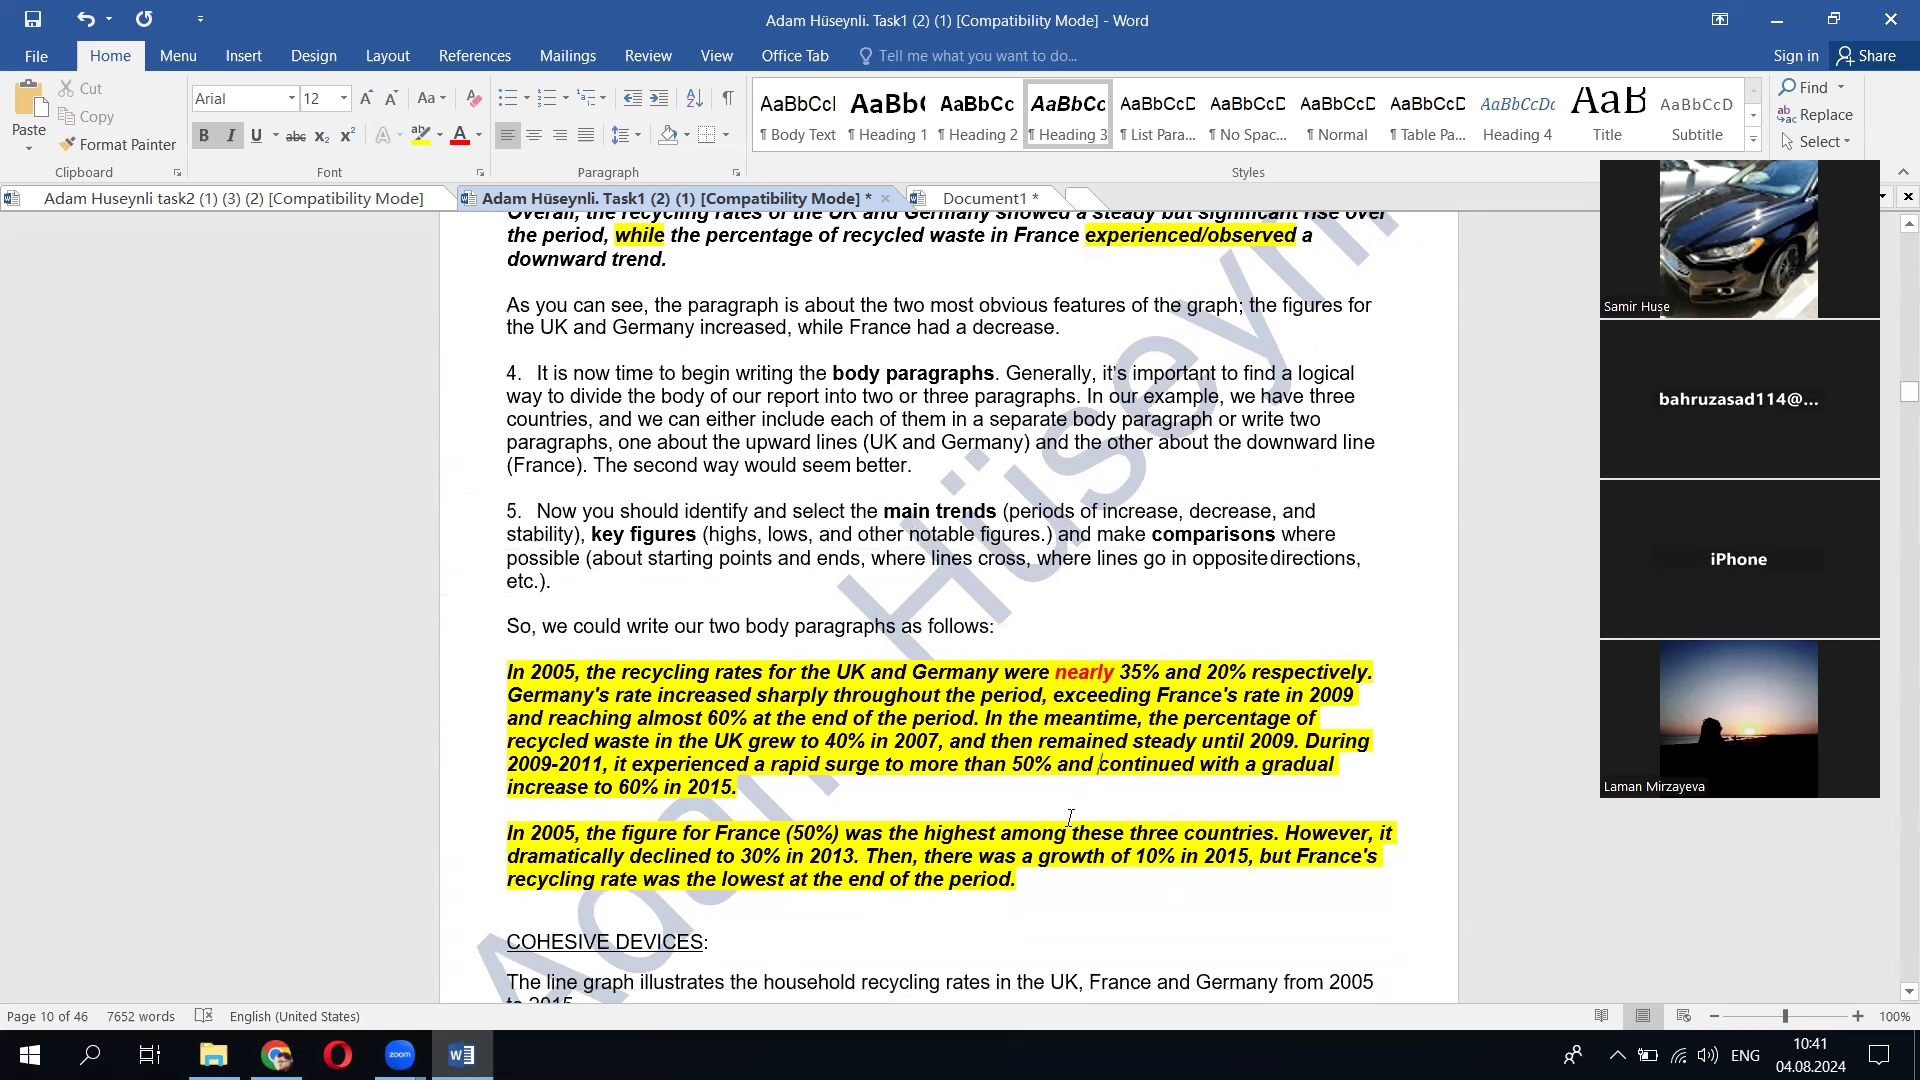 Adam Hüseynli. Task1 (2) (1) [Compatibility Mode] - Word
File Home Menu Insert Design Layout References Mailings Review View Office Tab Tell me what you want to do... Sign in Share
Paste Cut Copy Format Painter
Arial 12
AaBbCcI AaBb( AaBbCc AaBbCc AaBbCcD AaBbCcD AaBbCcD AaBbCcD AaBbCcDc AaB AaBbCcD
¶ Body Text ¶ Heading 1 ¶ Heading 2 ¶ Heading 3 ¶ List Para... ¶ No Spac... ¶ Normal ¶ Table Pa... Heading 4 Title Subtitle
Find Replace Select
Clipboard Font Paragraph Styles
Adam Huseynli task2 (1) (3) (2) [Compatibility Mode] Adam Hüseynli. Task1 (2) (1) [Compatibility Mode] * Document1 *
Overall, the recycling rates of the UK and Germany showed a steady but significant rise over
the period, while the percentage of recycled waste in France experienced/observed a
downward trend.
As you can see, the paragraph is about the two most obvious features of the graph; the figures for
the UK and Germany increased, while France had a decrease.
4. It is now time to begin writing the body paragraphs. Generally, it's important to find a logical
way to divide the body of our report into two or three paragraphs. In our example, we have three
countries, and we can either include each of them in a separate body paragraph or write two
paragraphs, one about the upward lines (UK and Germany) and the other about the downward line
(France). The second way would seem better.
5. Now you should identify and select the main trends (periods of increase, decrease, and
stability), key figures (highs, lows, and other notable figures.) and make comparisons where
possible (about starting points and ends, where lines cross, where lines go in opposite directions,
etc.).
So, we could write our two body paragraphs as follows:
In 2005, the recycling rates for the UK and Germany were nearly 35% and 20% respectively.
Germany's rate increased sharply throughout the period, exceeding France's rate in 2009
and reaching almost 60% at the end of the period. In the meantime, the percentage of
recycled waste in the UK grew to 40% in 2007, and then remained steady until 2009. During
2009-2011, it experienced a rapid surge to more than 50% and continued with a gradual
increase to 60% in 2015.
In 2005, the figure for France (50%) was the highest among these three countries. However, it
dramatically declined to 30% in 2013. Then, there was a growth of 10% in 2015, but France's
recycling rate was the lowest at the end of the period.
COHESIVE DEVICES:
The line graph illustrates the household recycling rates in the UK, France and Germany from 2005
to 2015
Adam Hüseynli
Samir Huse
bahruzasad114@...
iPhone
Laman Mirzayeva
Page 10 of 46 7652 words English (United States) 100%
zoom
ENG
10:41
04.08.2024